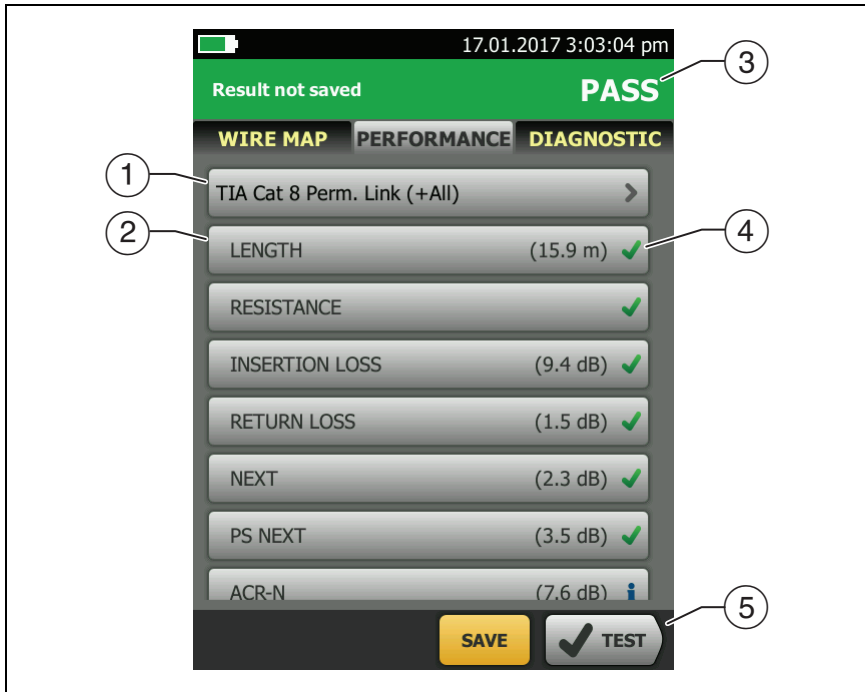 17.01.2017 3:03:04 pm
Result not saved PASS
WIRE MAP PERFORMANCE DIAGNOSTIC
TIA Cat 8 Perm. Link (+All)
LENGTH (15.9 m)
RESISTANCE
INSERTION LOSS (9.4 dB)
RETURN LOSS (1.5 dB)
NEXT (2.3 dB)
PS NEXT (3.5 dB)
ACR-N (7.6 dB) i
SAVE TEST
1
2
3
4
5